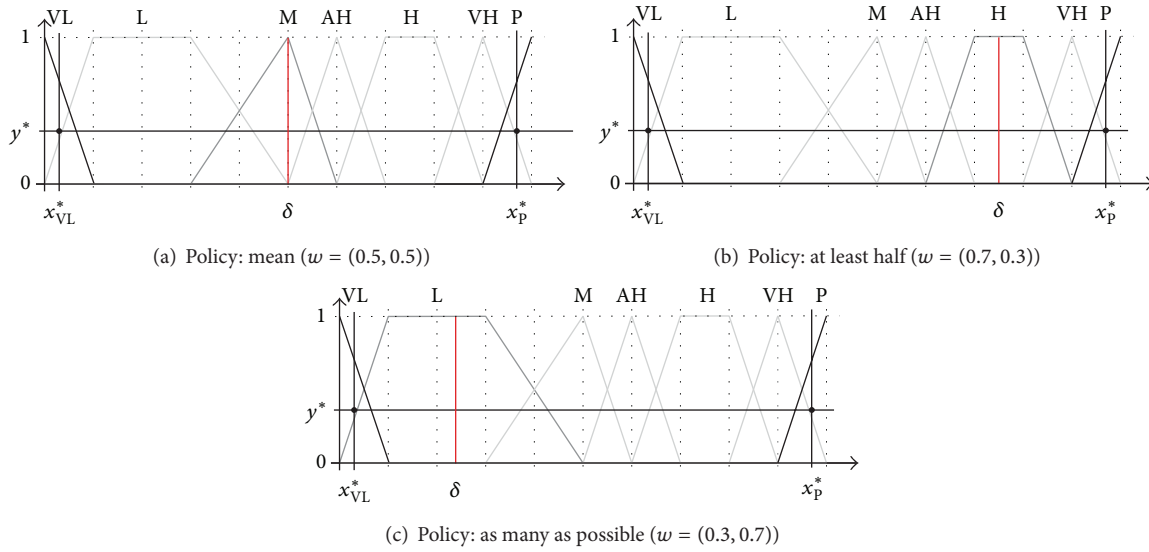 VL L M AH H VH P
1
y*
0
x*VL δ x*P
(a) Policy: mean (w = (0.5, 0.5))
VL L M AH H VH P
1
y*
0
x*VL δ x*P
(b) Policy: at least half (w = (0.7, 0.3))
VL L M AH H VH P
1
y*
0
x*VL δ x*P
(c) Policy: as many as possible (w = (0.3, 0.7))